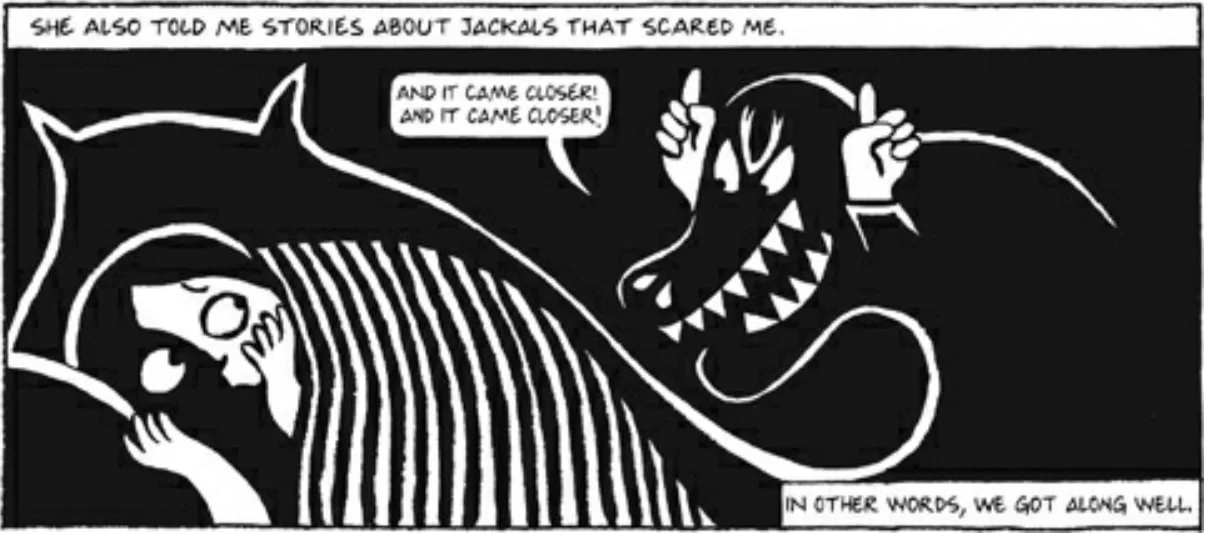 SHE ALSO TOLD ME STORIES ABOUT JACKALS THAT SCARED ME.
AND IT CAME CLOSER!
AND IT CAME CLOSER!
IN OTHER WORDS, WE GOT ALONG WELL.